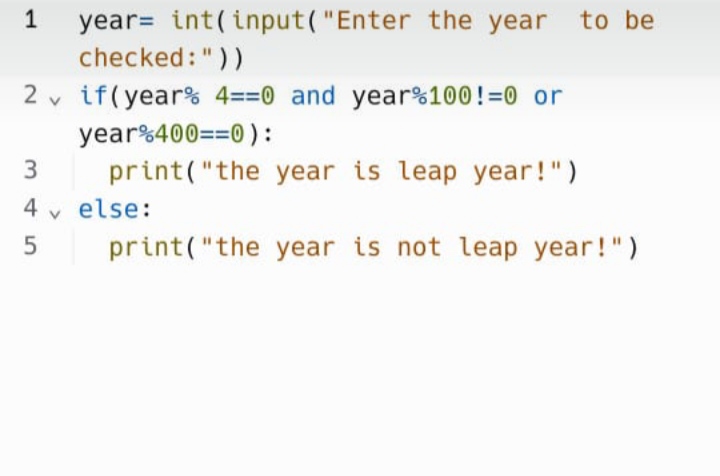 1 year= int(input("Enter the year  to be
checked:"))
2 if(year% 4==0 and year%100!=0 or
year%400==0):
3   print("the year is leap year!")
4 else:
5   print("the year is not leap year!")